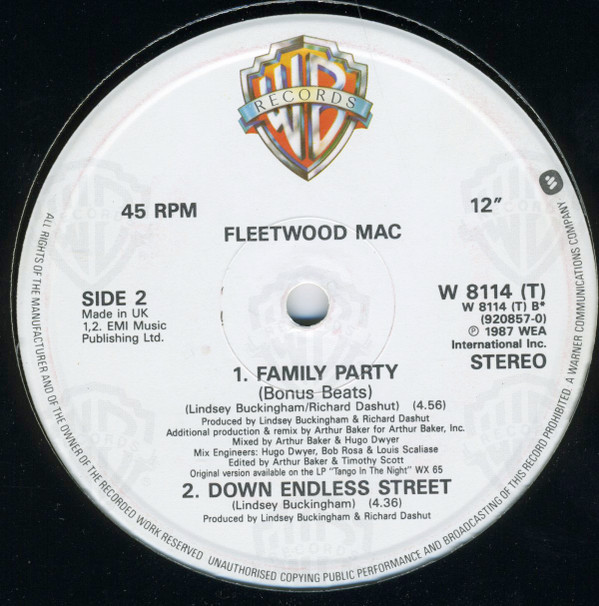 WB
RECORDS
45 RPM
12"
FLEETWOOD MAC
SIDE 2
Made in UK
1,2. EMI Music
Publishing Ltd.
W 8114 (T)
W 8114 (T) B*
(920857-0)
℗ 1987 WEA
International Inc.
STEREO
1. FAMILY PARTY
(Bonus Beats)
(Lindsey Buckingham/Richard Dashut) (4.56)
Produced by Lindsey Buckingham & Richard Dashut
Additional production & remix by Arthur Baker for Arthur Baker, Inc.
Mixed by Arthur Baker & Hugo Dwyer
Mix Engineers: Hugo Dwyer, Bob Rosa & Louis Scaliase
Edited by Arthur Baker & Timothy Scott
Original version available on the LP "Tango In The Night" WX 65
2. DOWN ENDLESS STREET
(Lindsey Buckingham) (4.36)
Produced by Lindsey Buckingham & Richard Dashut
ALL RIGHTS OF THE MANUFACTURER AND OF THE OWNER OF THE RECORDED WORK RESERVED UNAUTHORISED COPYING PUBLIC PERFORMANCE AND BROADCASTING OF THIS RECORD PROHIBITED. A WARNER COMMUNICATIONS COMPANY